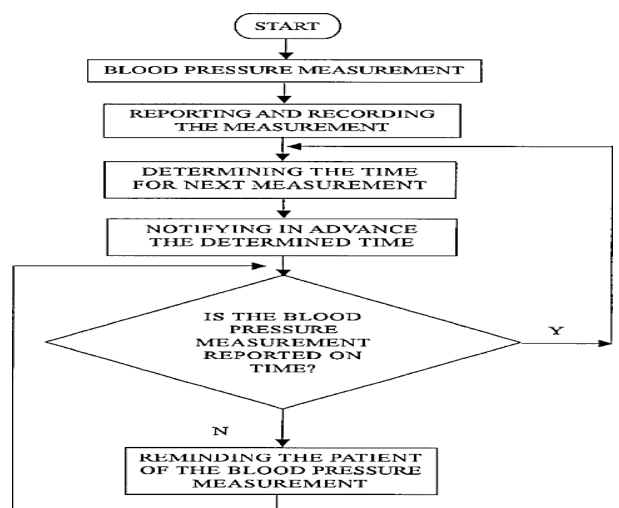 START
BLOOD PRESSURE MEASUREMENT
REPORTING AND RECORDING
THE MEASUREMENT
DETERMINING THE TIME
FOR NEXT MEASUREMENT
NOTIFYING IN ADVANCE
THE DETERMINED TIME
IS THE BLOOD
PRESSURE
MEASUREMENT
REPORTED ON
TIME?
Y
N
REMINDING THE PATIENT
OF THE BLOOD PRESSURE
MEASUREMENT